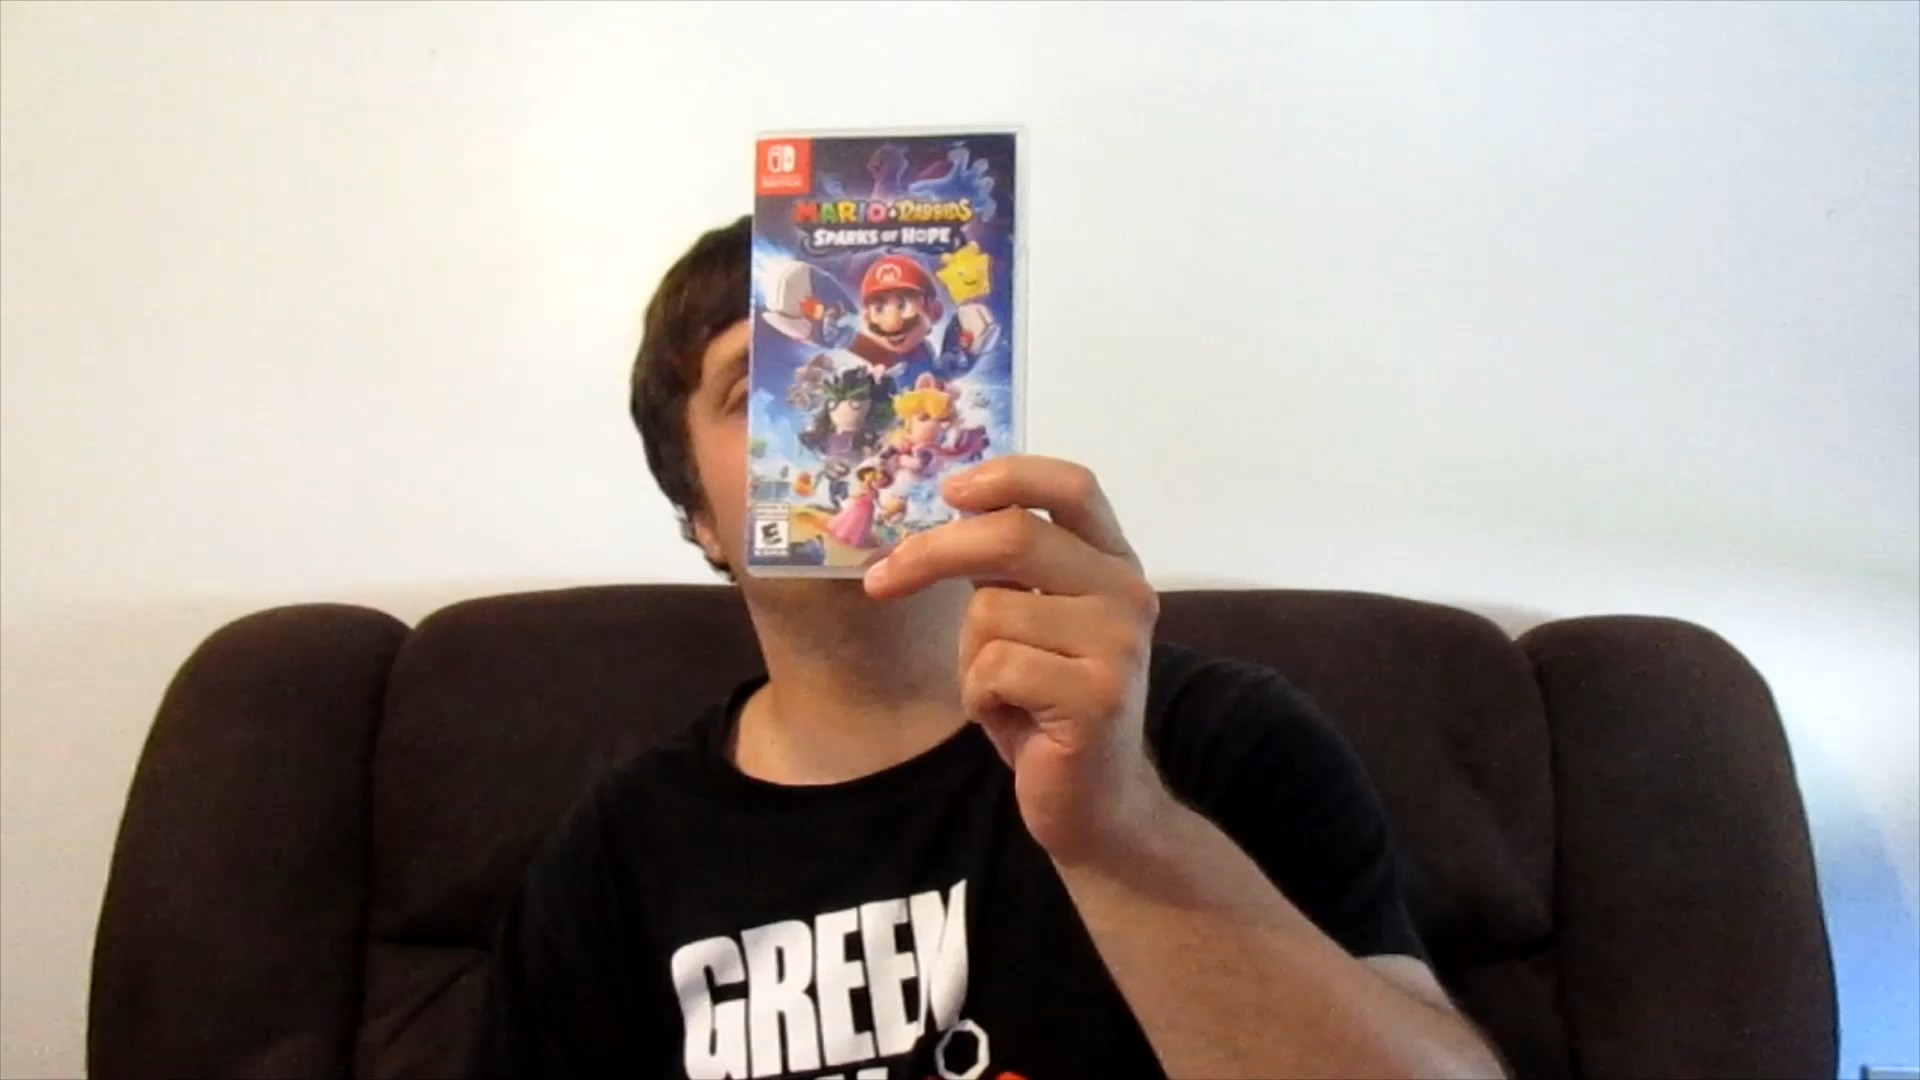 MARIO + RABBIDS
SPARKS OF HOPE
M
E
GREEN